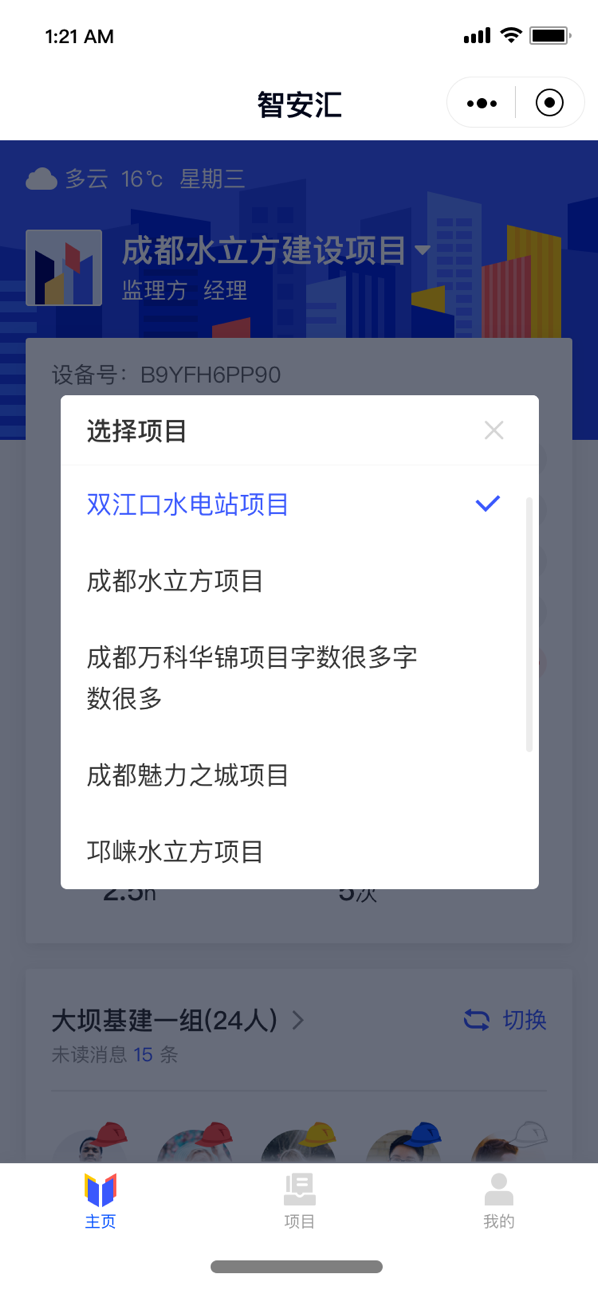 1:21 AM
智安汇
多云 16℃ 星期三
成都水立方建设项目
监理方 经理
设备号：B9YFH6PP90
选择项目
双江口水电站项目
成都水立方项目
成都万科华锦项目字数很多字
数很多
成都魅力之城项目
邛崃水立方项目
2.5h 5次
大坝基建一组(24人)
切换
未读消息 15 条
主页 项目 我的